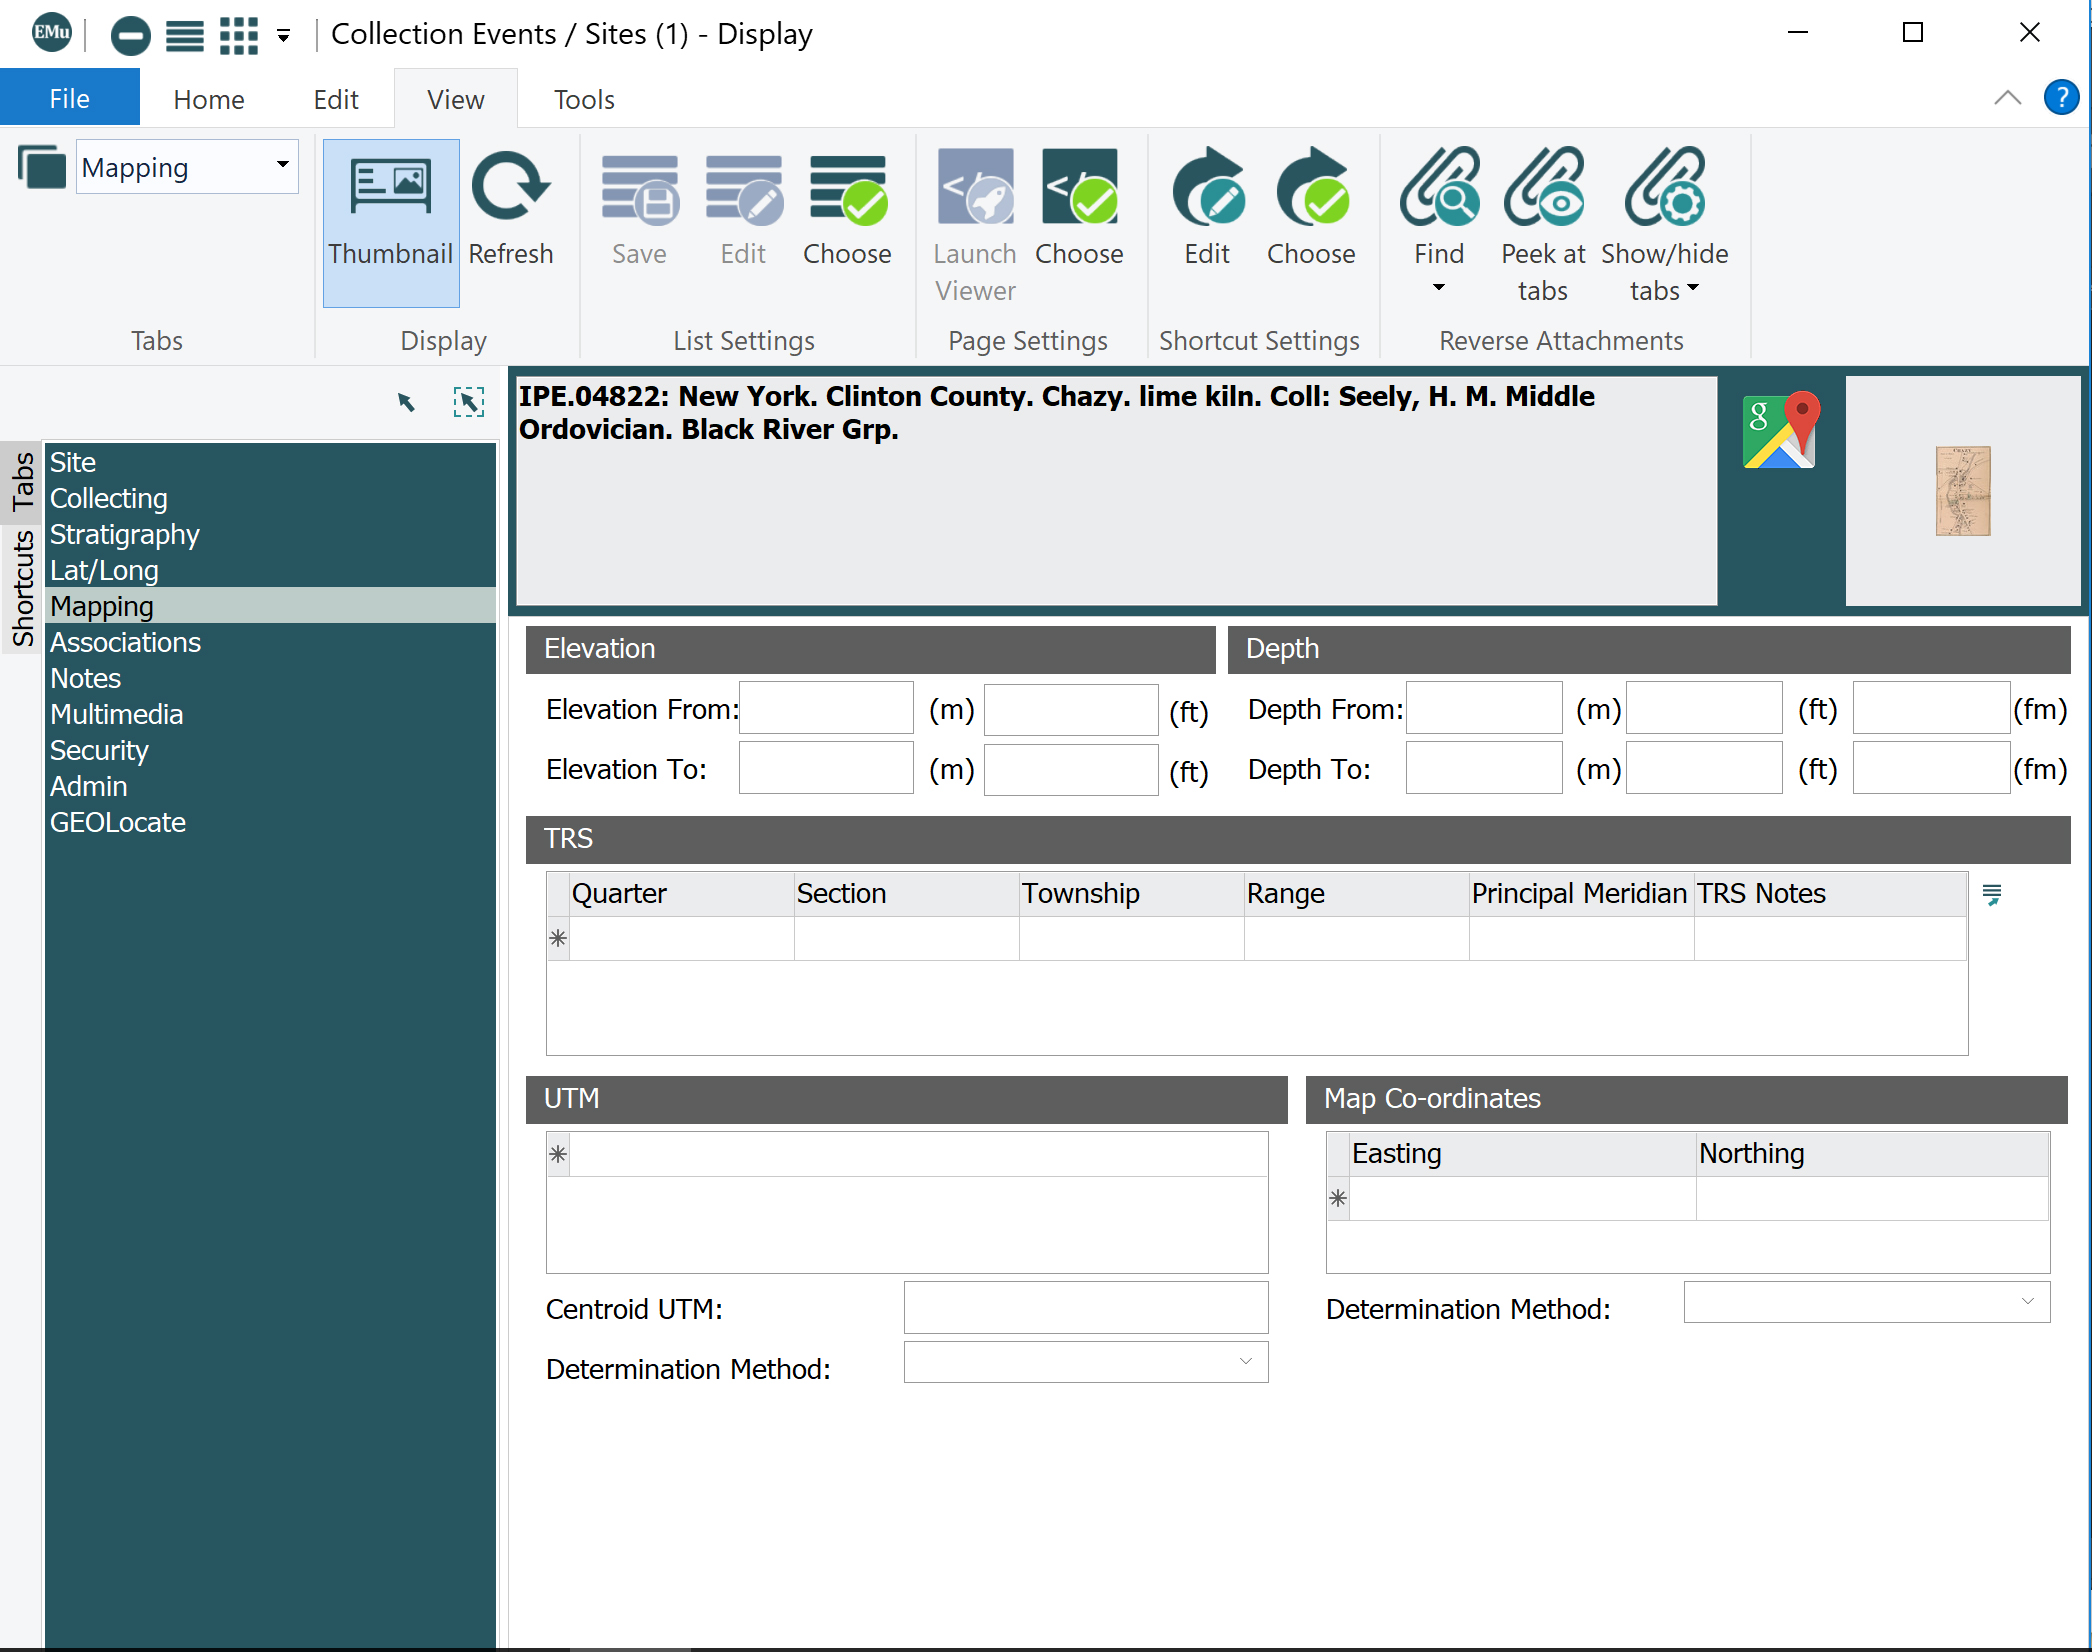 EMu
Collection Events / Sites (1) - Display
File Home Edit View Tools
?
Mapping
Thumbnail Refresh Save Edit Choose Launch Viewer Choose Edit Choose Find Peek at tabs Show/hide tabs
Tabs Display List Settings Page Settings Shortcut Settings Reverse Attachments
Tabs
Shortcuts
Site
Collecting
Stratigraphy
Lat/Long
Mapping
Associations
Notes
Multimedia
Security
Admin
GEOLocate
IPE.04822: New York. Clinton County. Chazy. lime kiln. Coll: Seely, H. M. Middle
Ordovician. Black River Grp.
g
Elevation
Elevation From: (m) (ft)
Elevation To: (m) (ft)
Depth
Depth From: (m) (ft) (fm)
Depth To: (m) (ft) (fm)
TRS
Quarter Section Township Range Principal Meridian TRS Notes
UTM
Centroid UTM:
Determination Method:
Map Co-ordinates
Easting Northing
Determination Method: